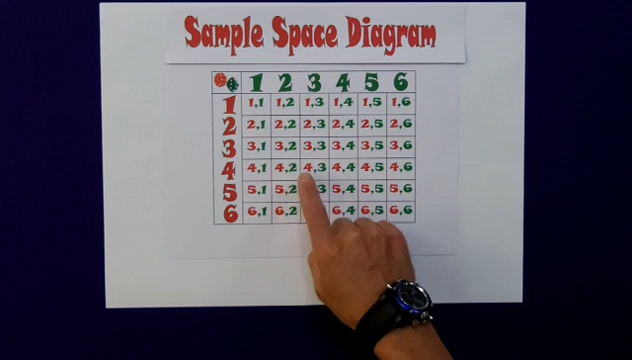 Sample Space Diagram
1 2 3 4 5 6
1 1,1 1,2 1,3 1,4 1,5 1,6
2 2,1 2,2 2,3 2,4 2,5 2,6
3 3,1 3,2 3,3 3,4 3,5 3,6
4 4,1 4,2 4,3 4,4 4,5 4,6
5 5,1 5,2 3 5,4 5,5 5,6
6 6,1 6,2 6,4 6,5 6,6